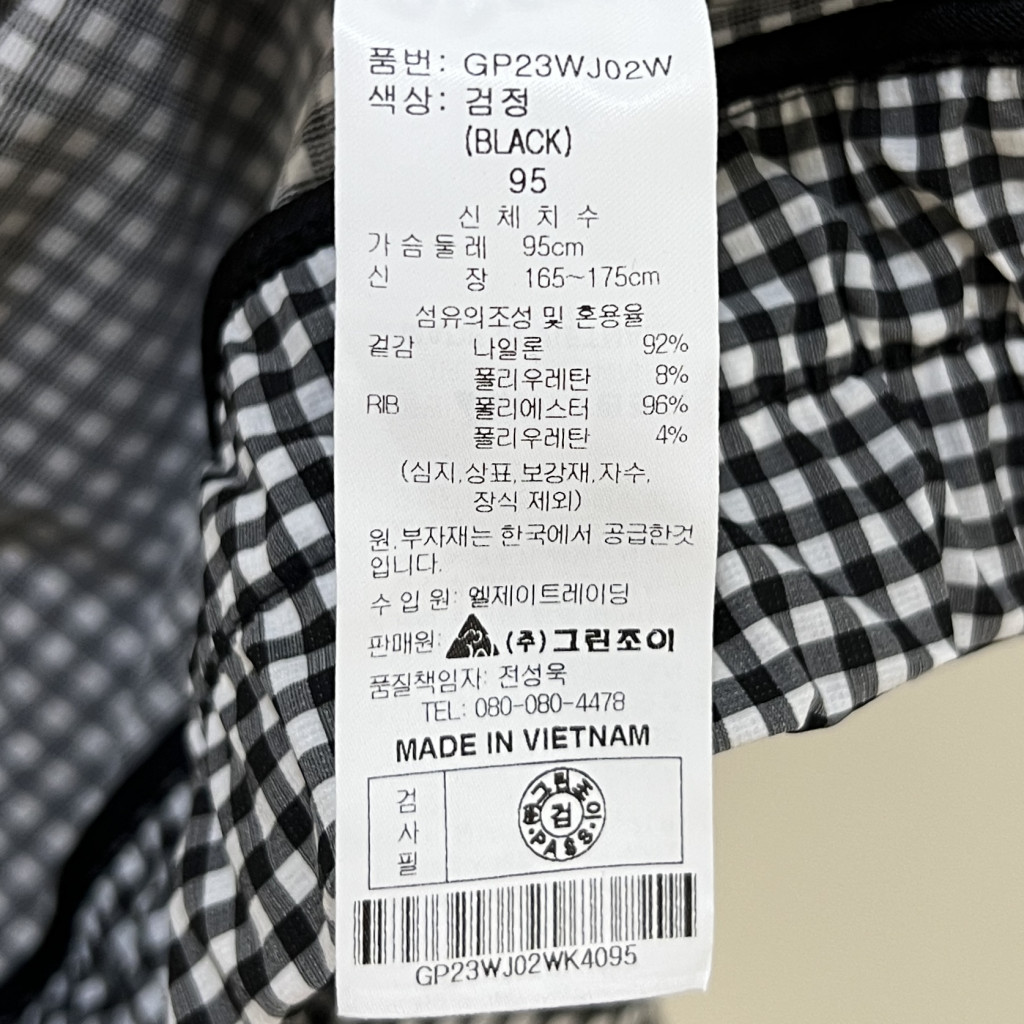 품번: GP23WJ02W
색상: 검정
(BLACK)
95
신 체 치 수
가 슴 둘 레 95cm
신 장 165~175cm
섬유의조성 및 혼용율
겉감 나일론 92%
폴리우레탄 8%
RIB 폴리에스터 96%
폴리우레탄 4%
(심지,상표,보강재,자수,
장식 제외)
원,부자재는 한국에서 공급한것
입니다.
수 입 원: 엘제이트레이딩
판매원: (주)그린조이
품질책임자: 전성욱
TEL: 080-080-4478
MADE IN VIETNAM
검
사
필
그린조이
검
PASS
GP23WJ02WK4095